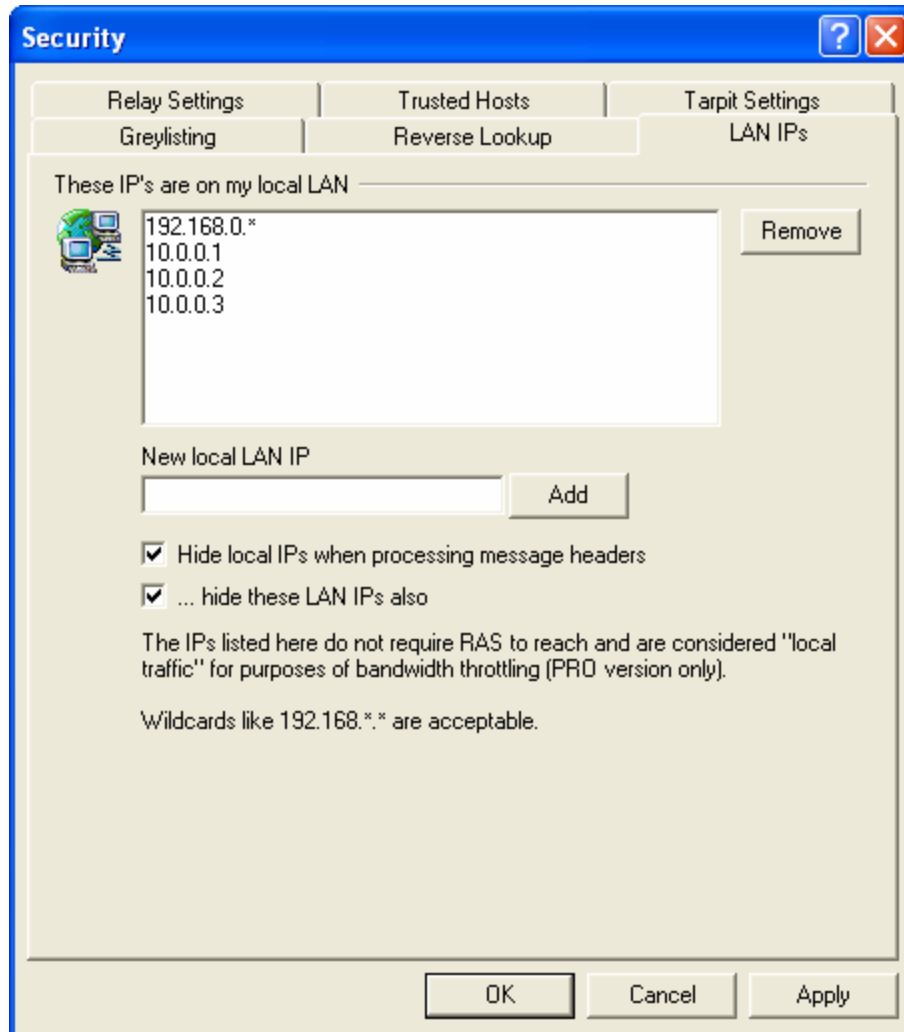 Security
Relay Settings Trusted Hosts Tarpit Settings
Greylisting Reverse Lookup LAN IPs
These IP's are on my local LAN
192.168.0.*
10.0.0.1
10.0.0.2
10.0.0.3
Remove
New local LAN IP
Add
Hide local IPs when processing message headers
... hide these LAN IPs also
The IPs listed here do not require RAS to reach and are considered "local
traffic" for purposes of bandwidth throttling (PRO version only).
Wildcards like 192.168.*.* are acceptable.
OK Cancel Apply